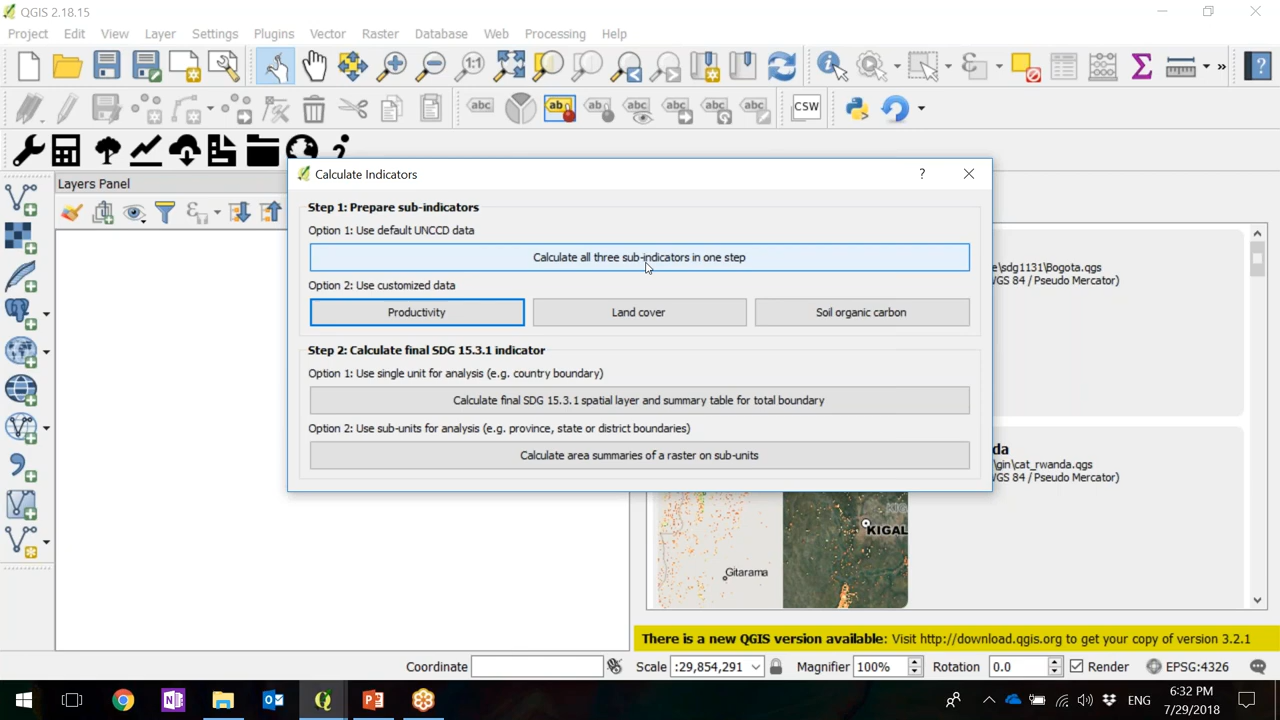 QGIS 2.18.15
Project Edit View Layer Settings Plugins Vector Raster Database Web Processing Help
1:1
abc abc CSW
Layers Panel
Calculate Indicators
?
Step 1: Prepare sub-indicators
Option 1: Use default UNCCD data
Calculate all three sub-indicators in one step
Option 2: Use customized data
Productivity Land cover Soil organic carbon
Step 2: Calculate final SDG 15.3.1 indicator
Option 1: Use single unit for analysis (e.g. country boundary)
Calculate final SDG 15.3.1 spatial layer and summary table for total boundary
Option 2: Use sub-units for analysis (e.g. province, state or district boundaries)
Calculate area summaries of a raster on sub-units
e\sdg1131\Bogota.qgs
/GS 84 / Pseudo Mercator)
da
\gin\cat_rwanda.qgs
/GS 84 / Pseudo Mercator)
KIGAL
Gitarama
There is a new QGIS version available: Visit http://download.qgis.org to get your copy of version 3.2.1
Coordinate Scale :29,854,291 Magnifier 100% Rotation 0.0 Render EPSG:4326
ENG
6:32 PM
7/29/2018